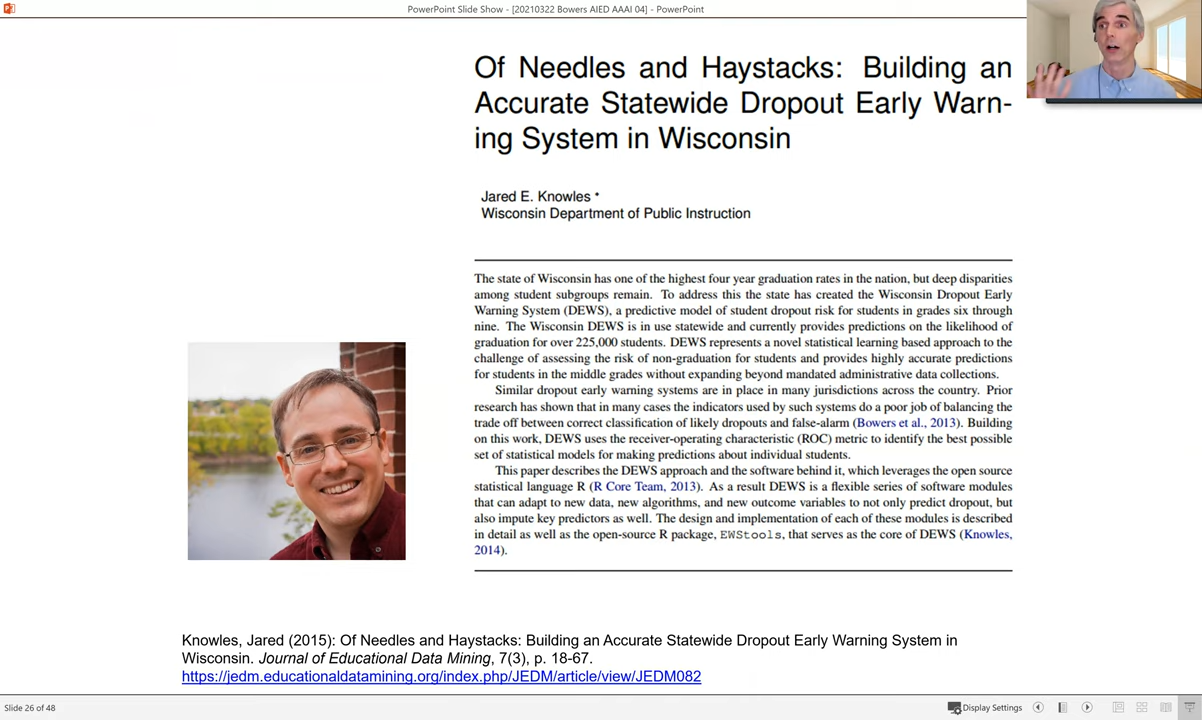 PowerPoint Slide Show - [20210322 Bowers AIED AAAI 04] - PowerPoint
Of Needles and Haystacks: Building an
Accurate Statewide Dropout Early Warn-
ing System in Wisconsin
Jared E. Knowles *
Wisconsin Department of Public Instruction
The state of Wisconsin has one of the highest four year graduation rates in the nation, but deep disparities
among student subgroups remain. To address this the state has created the Wisconsin Dropout Early
Warning System (DEWS), a predictive model of student dropout risk for students in grades six through
nine. The Wisconsin DEWS is in use statewide and currently provides predictions on the likelihood of
graduation for over 225,000 students. DEWS represents a novel statistical learning based approach to the
challenge of assessing the risk of non-graduation for students and provides highly accurate predictions
for students in the middle grades without expanding beyond mandated administrative data collections.
Similar dropout early warning systems are in place in many jurisdictions across the country. Prior
research has shown that in many cases the indicators used by such systems do a poor job of balancing the
trade off between correct classification of likely dropouts and false-alarm (Bowers et al., 2013). Building
on this work, DEWS uses the receiver-operating characteristic (ROC) metric to identify the best possible
set of statistical models for making predictions about individual students.
This paper describes the DEWS approach and the software behind it, which leverages the open source
statistical language R (R Core Team, 2013). As a result DEWS is a flexible series of software modules
that can adapt to new data, new algorithms, and new outcome variables to not only predict dropout, but
also impute key predictors as well. The design and implementation of each of these modules is described
in detail as well as the open-source R package, EWStools, that serves as the core of DEWS (Knowles,
2014).
Knowles, Jared (2015): Of Needles and Haystacks: Building an Accurate Statewide Dropout Early Warning System in
Wisconsin. Journal of Educational Data Mining, 7(3), p. 18-67.
https://jedm.educationaldatamining.org/index.php/JEDM/article/view/JEDM082
Slide 26 of 48
Display Settings